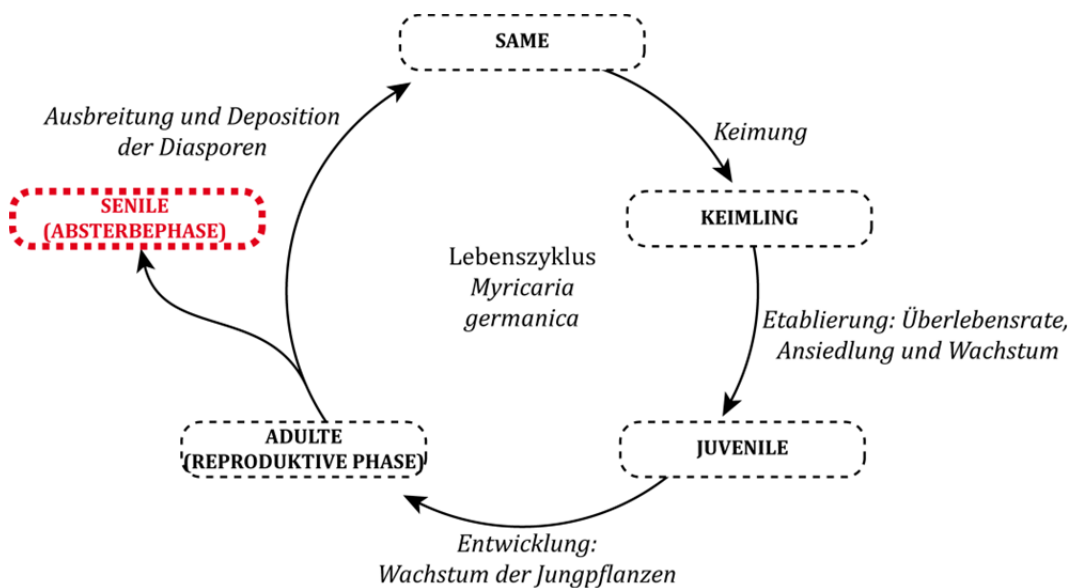 SAME
Ausbreitung und Deposition
der Diasporen
Keimung
SENILE
(ABSTERBEPHASE)
KEIMLING
Lebenszyklus
Myricaria
germanica
Etablierung: Überlebensrate,
Ansiedlung und Wachstum
ADULTE
(REPRODUKTIVE PHASE)
JUVENILE
Entwicklung:
Wachstum der Jungpflanzen